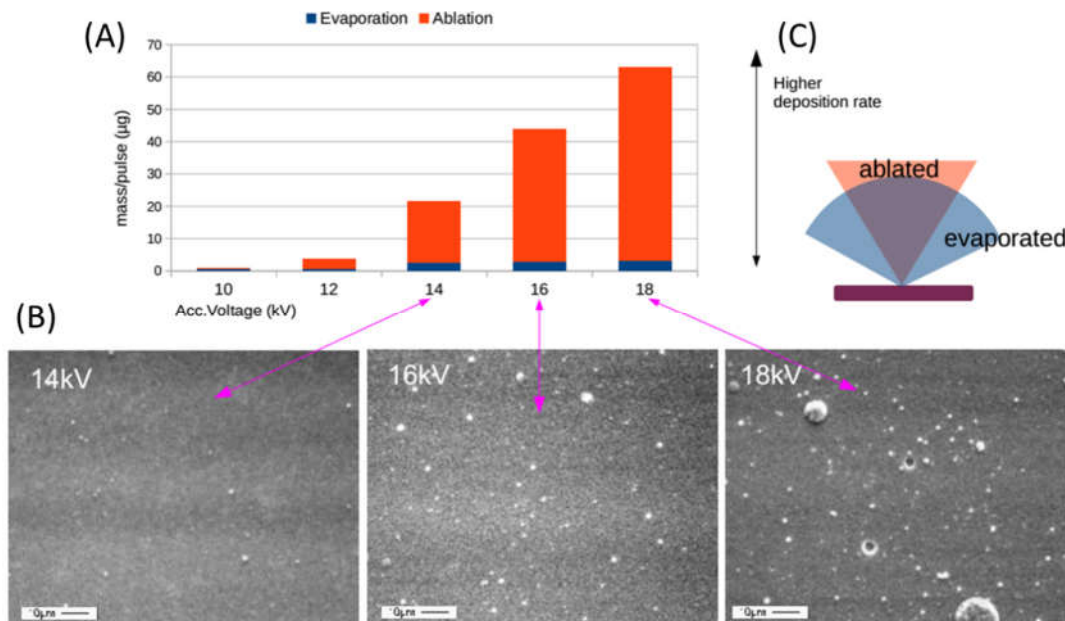 Evaporation Ablation
(A)
(C)
70
60
50
40
30
20
10
0
mass/pulse (µg)
10 12 14 16 18
Acc.Voltage (kV)
Higher
deposition rate
ablated
evaporated
(B)
14kV
16kV
18kV